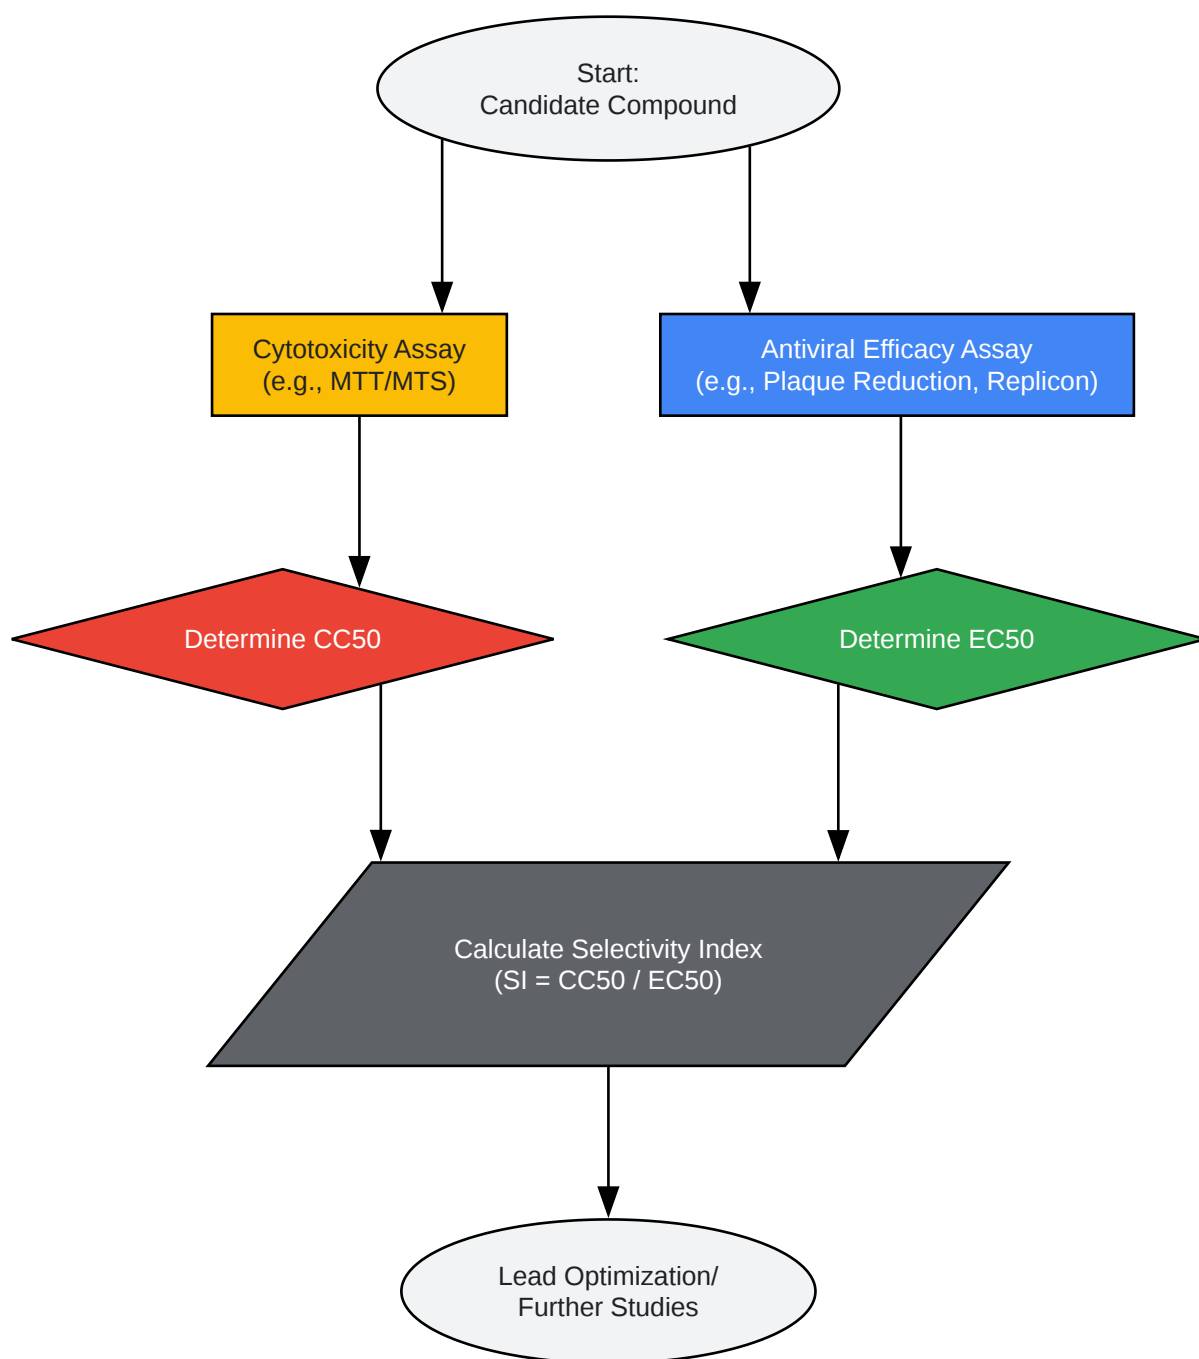 Start:
Candidate Compound
Cytotoxicity Assay
(e.g., MTT/MTS)
Antiviral Efficacy Assay
(e.g., Plaque Reduction, Replicon)
Determine CC50
Determine EC50
Calculate Selectivity Index
(SI = CC50 / EC50)
Lead Optimization/
Further Studies